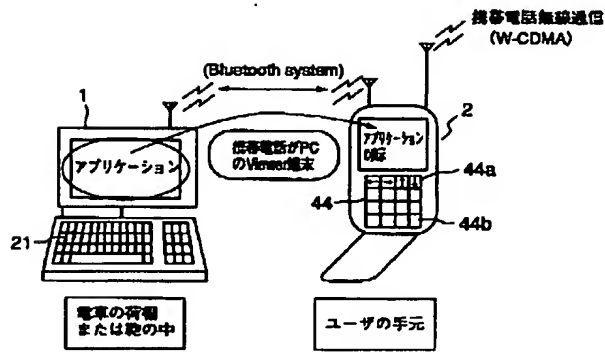 携帯電話無線通信
(W-CDMA)
(Bluetooth system)
1
2
アプリケーション
携帯電話がPC
のViewer端末
アプリケーション
44a
44
44b
21
電車の荷棚
または鞄の中
ユーザの手元